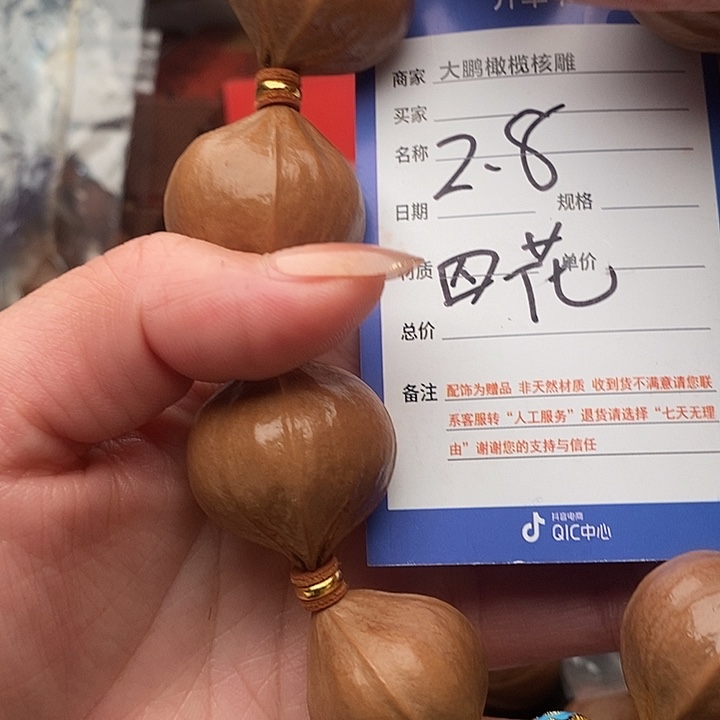 商家 大鹏橄榄核雕
买家
名称 2-8
日期 规格
材质 四花 单价
总价
备注 配饰为赠品 非天然材质 收到货不满意请您联
系客服转“人工服务”退货请选择“七天无理
由”谢谢您的支持与信任
抖音电商
QIC中心